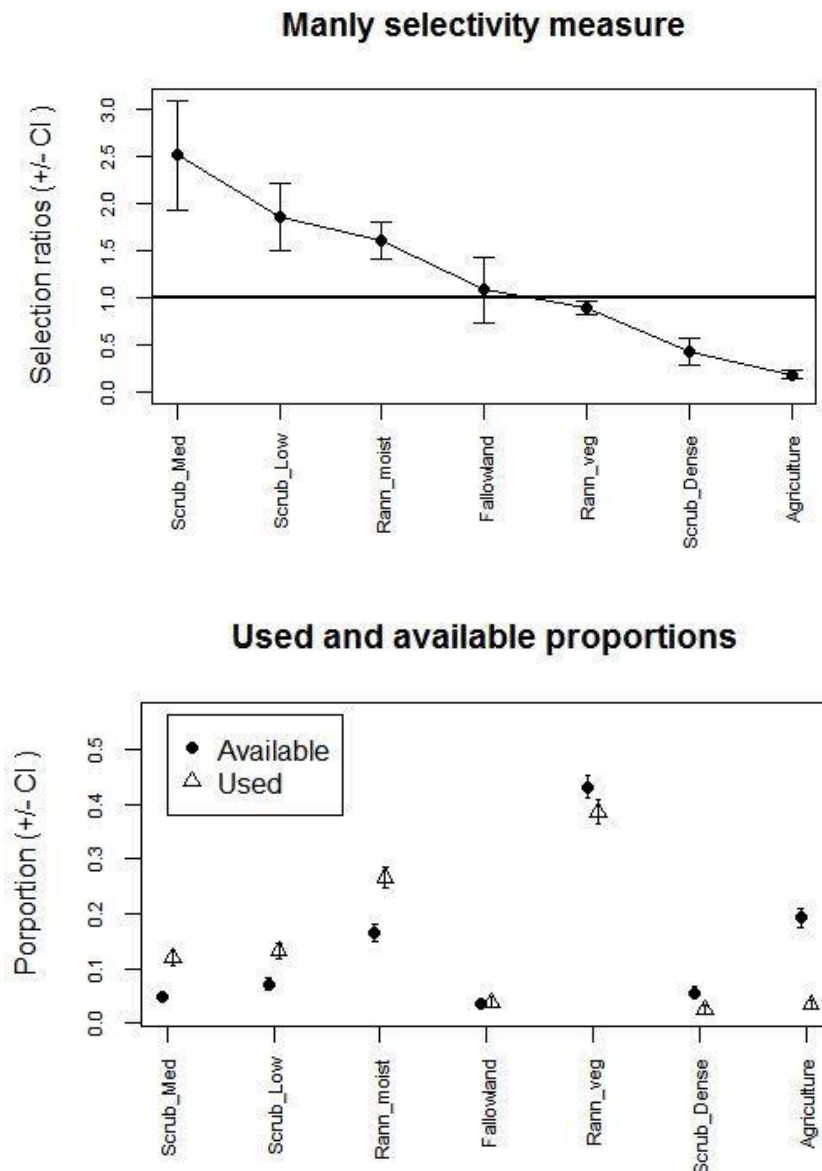 Manly selectivity measure
Selection ratios (+/- CI )
3.0
2.5
2.0
1.5
1.0
0.5
0.0
Scrub_Med
Scrub_Low
Rann_moist
Fallowland
Rann_veg
Scrub_Dense
Agriculture
Used and available proportions
Porportion (+/- CI )
0.5
0.4
0.3
0.2
0.1
0.0
Available
Used
Scrub_Med
Scrub_Low
Rann_moist
Fallowland
Rann_veg
Scrub_Dense
Agriculture